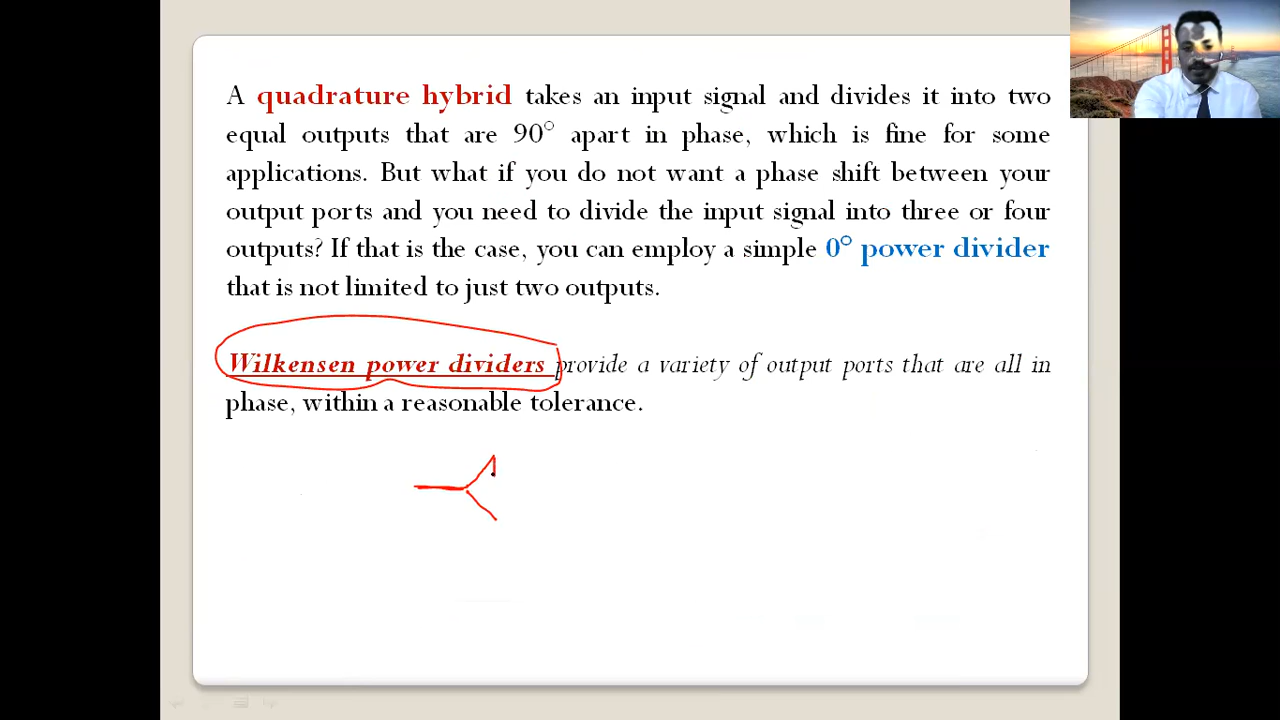 A quadrature hybrid takes an input signal and divides it into two
equal outputs that are 90° apart in phase, which is fine for some
applications. But what if you do not want a phase shift between your
output ports and you need to divide the input signal into three or four
outputs? If that is the case, you can employ a simple 0° power divider
that is not limited to just two outputs.
Wilkensen power dividers provide a variety of output ports that are all in
phase, within a reasonable tolerance.